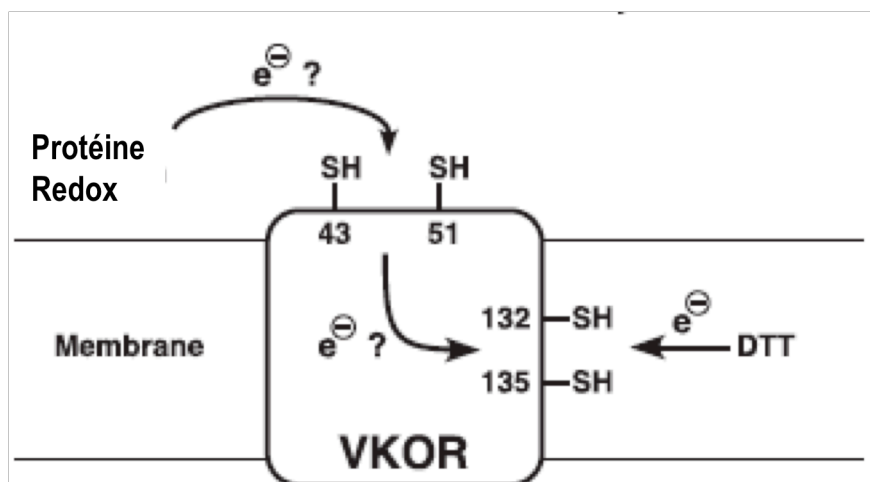 e⊖ ?
Protéine
Redox
SH SH
43 51
132 SH
e⊖
DTT
Membrane
e⊖ ?
135 SH
VKOR